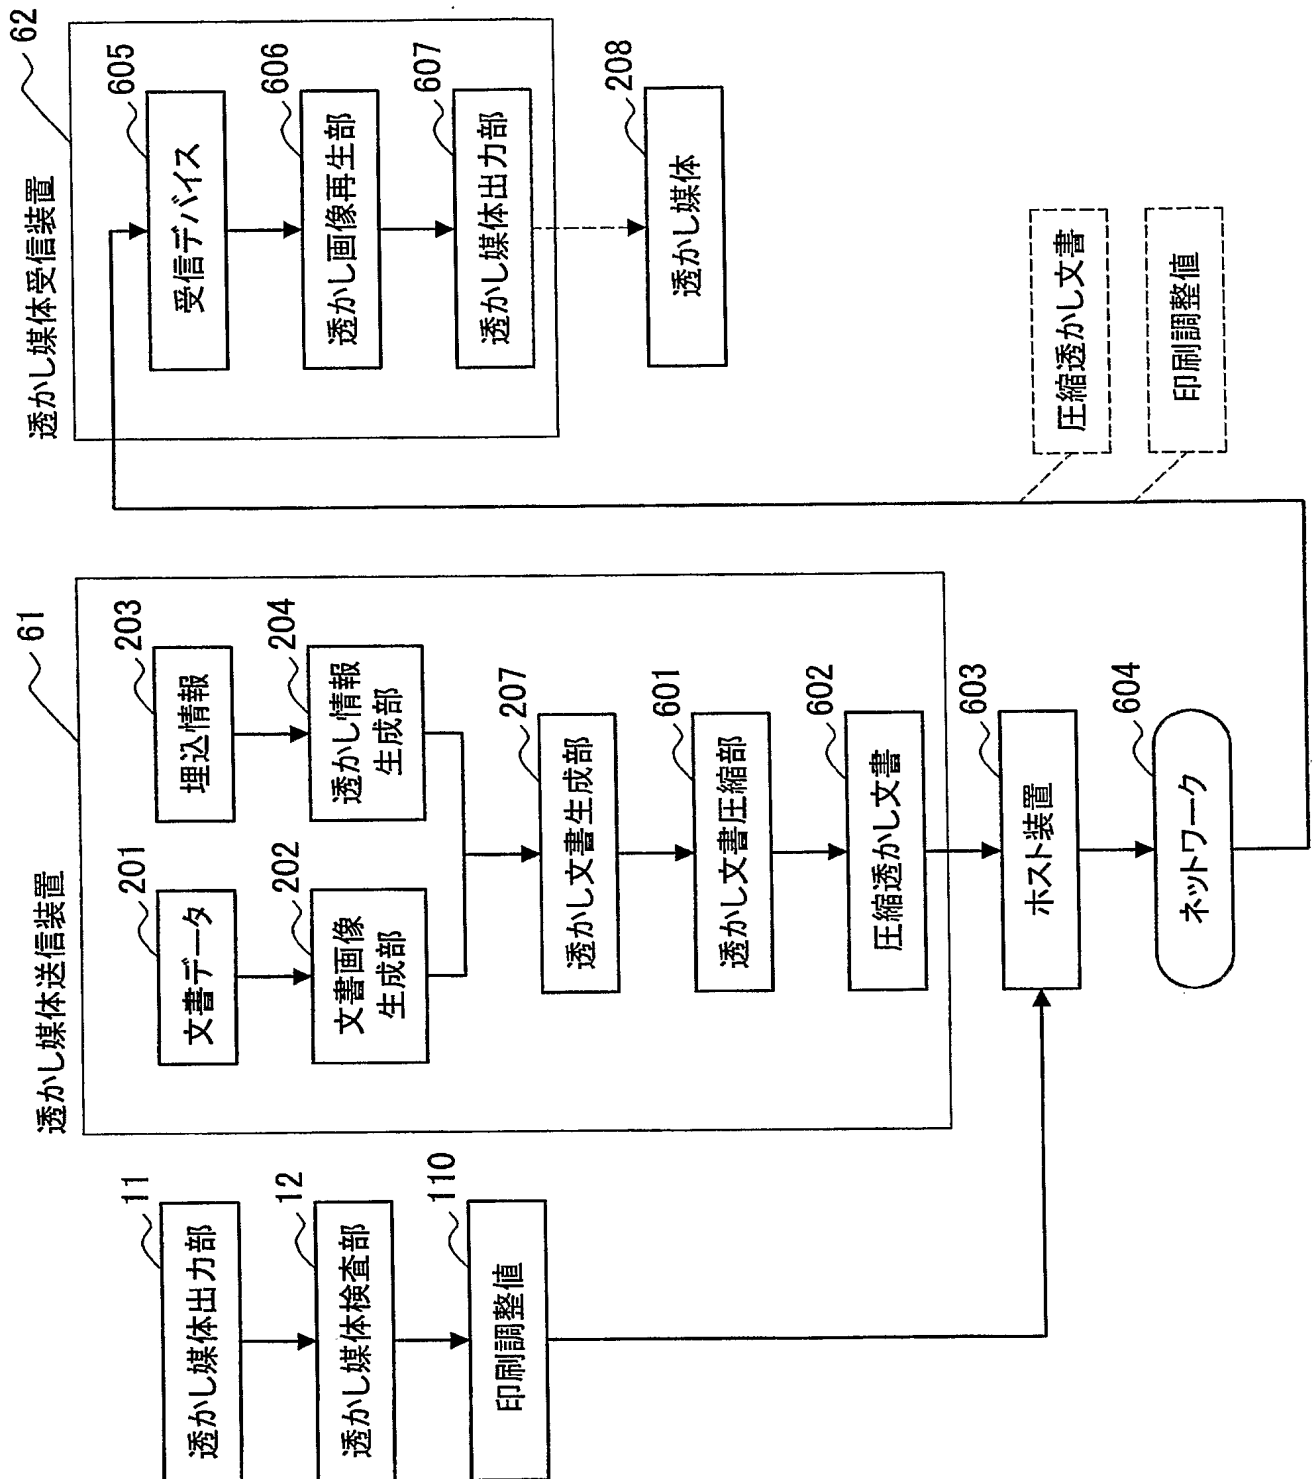 11
透かし媒体出力部
12
透かし媒体検査部
110
印刷調整値
透かし媒体送信装置
61
201
文書データ
202
文書画像
生成部
203
埋込情報
204
透かし情報
生成部
207
透かし文書生成部
601
透かし文書圧縮部
602
圧縮透かし文書
603
ホスト装置
604
ネットワーク
圧縮透かし文書
印刷調整値
透かし媒体受信装置
62
605
受信デバイス
606
透かし画像再生部
607
透かし媒体出力部
208
透かし媒体